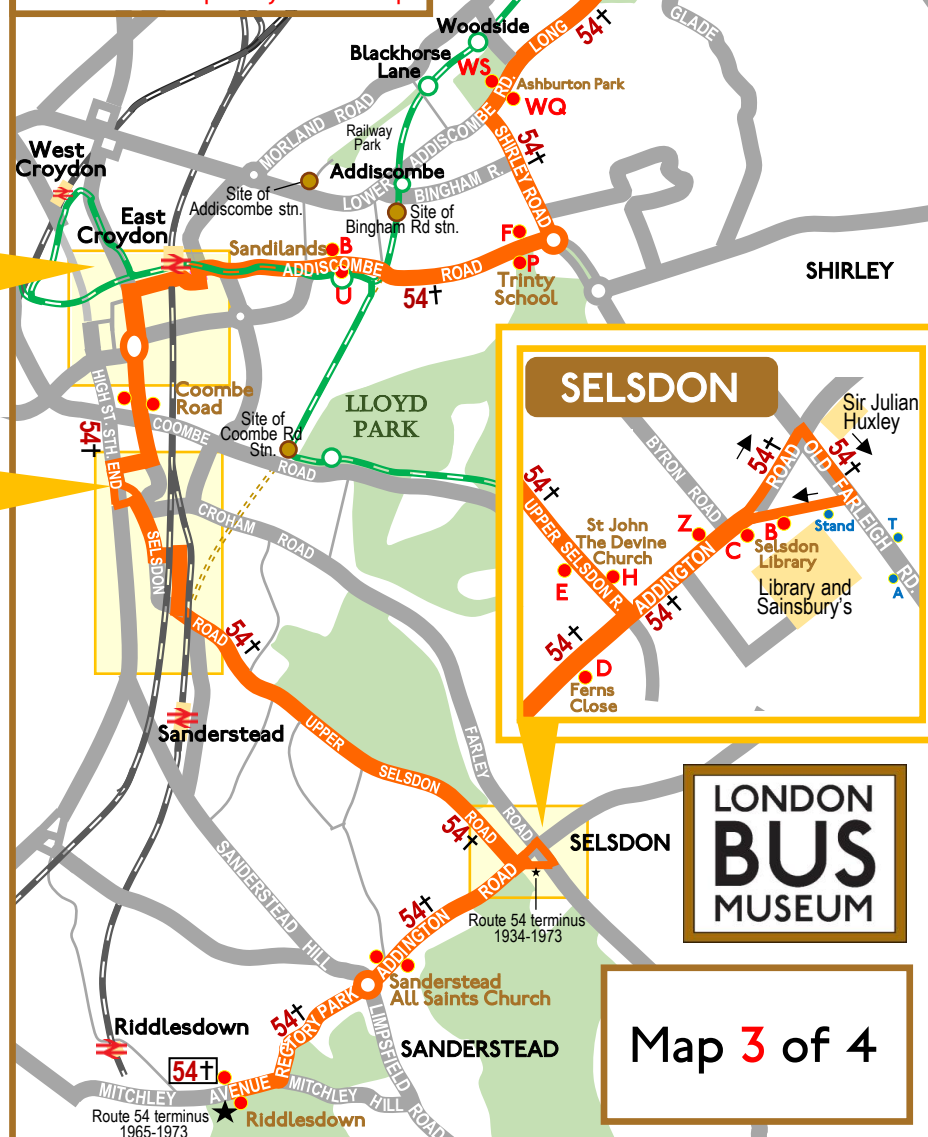 Woodside
LONG
54†
GLADE
Blackhorse
Lane
WS
RD.
Ashburton Park
WQ
MORLAND ROAD
Railway
Park
ADDISCOMBE
54†
SHIRLEY ROAD
West
Croydon
Addiscombe
Site of
Addiscombe stn.
LOWER
BINGHAM R.
Site of
Bingham Rd stn.
East
Croydon
Sandilands
B
F
ADDISCOMBE
ROAD
P
U
54†
Trinty
School
SHIRLEY
HIGH ST.
STH. END
54†
Coombe
Road
COOMBE
ROAD
Site of
Coombe Rd
Stn.
LLOYD
PARK
SELSDON
Sir Julian
Huxley
BYRON ROAD
54†
ROAD
OLD FARLEIGH RD.
54†
54†
UPPER SELSDON R.
St John
The Devine
Church
Z
C
B
Stand
T
Selsdon
Library
E
H
ADDINGTON
Library and
Sainsbury's
A
54†
54†
D
Ferns
Close
CROHAM ROAD
SELSDON
ROAD
54†
Sanderstead
UPPER
SELSDON
ROAD
FARLEY
ROAD
54†
SELSDON
LONDON
BUS
MUSEUM
SANDERSTEAD HILL
54†
ADDINGTON
ROAD
Route 54 terminus
1934-1973
Sanderstead
All Saints Church
Riddlesdown
54†
RECTORY PARK
LIMPSFIELD
ROAD
SANDERSTEAD
Map 3 of 4
54†
MITCHLEY
AVENUE
MITCHLEY HILL
Route 54 terminus
1965-1973
Riddlesdown